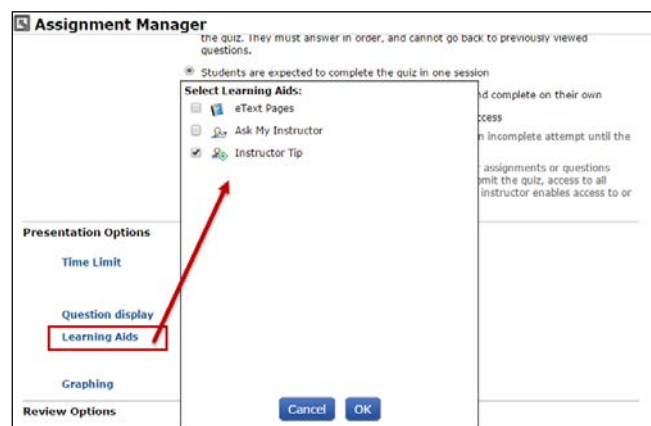 Assignment Manager
the quiz. They must answer in order, and cannot go back to previously viewed
questions.
Students are expected to complete the quiz in one session
Select Learning Aids:
nd complete on their own
eText Pages
cess
Ask My Instructor
n incomplete attempt until the
Instructor Tip
assignments or questions
mit the quiz, access to all
instructor enables access to or
Presentation Options
Time Limit
Question display
Learning Aids
Graphing
Cancel OK
Review Options